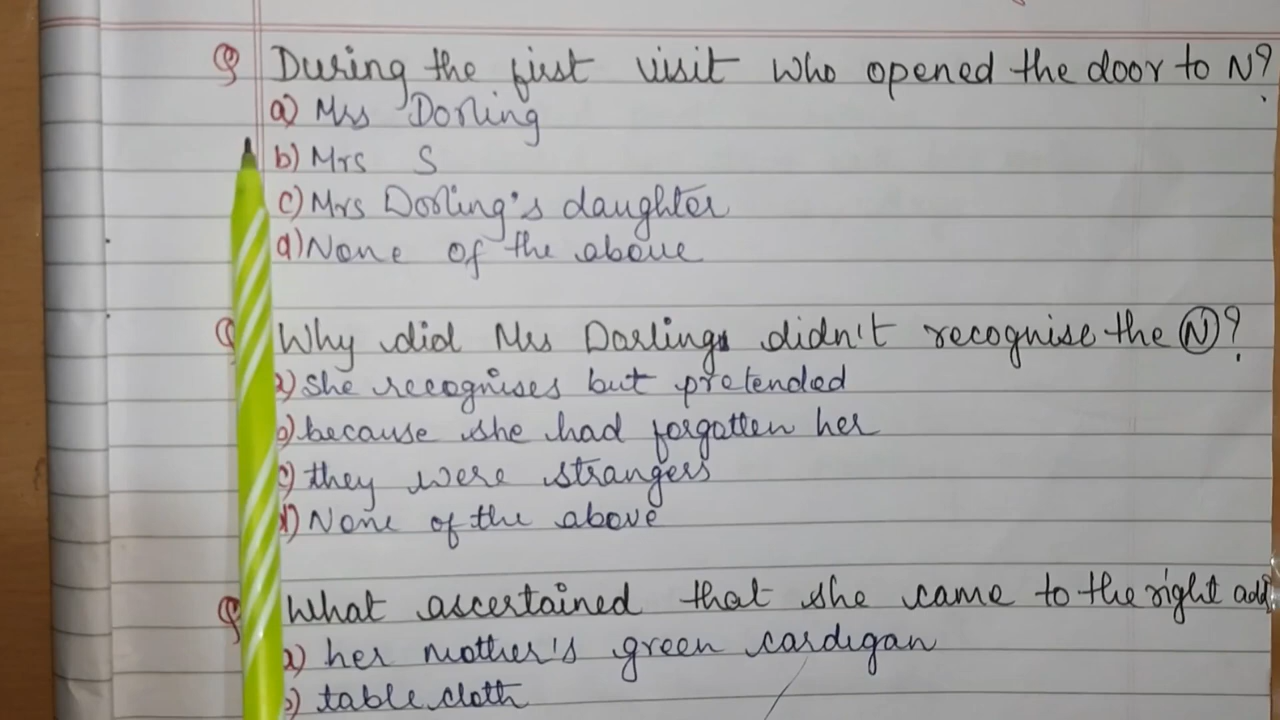 Q During the first visit who opened the door to N?
a) Mrs Dorling
b) Mrs S
c) Mrs Dorling's daughter
d) None of the above
Q Why did Mrs Darling didn't recognise the N?
a) she recognises but pretended
b) because she had forgotten her
c) they were strangers
d) None of the above
Q What ascertained that she came to the right add
a) her mother's green cardigan
b) table cloth